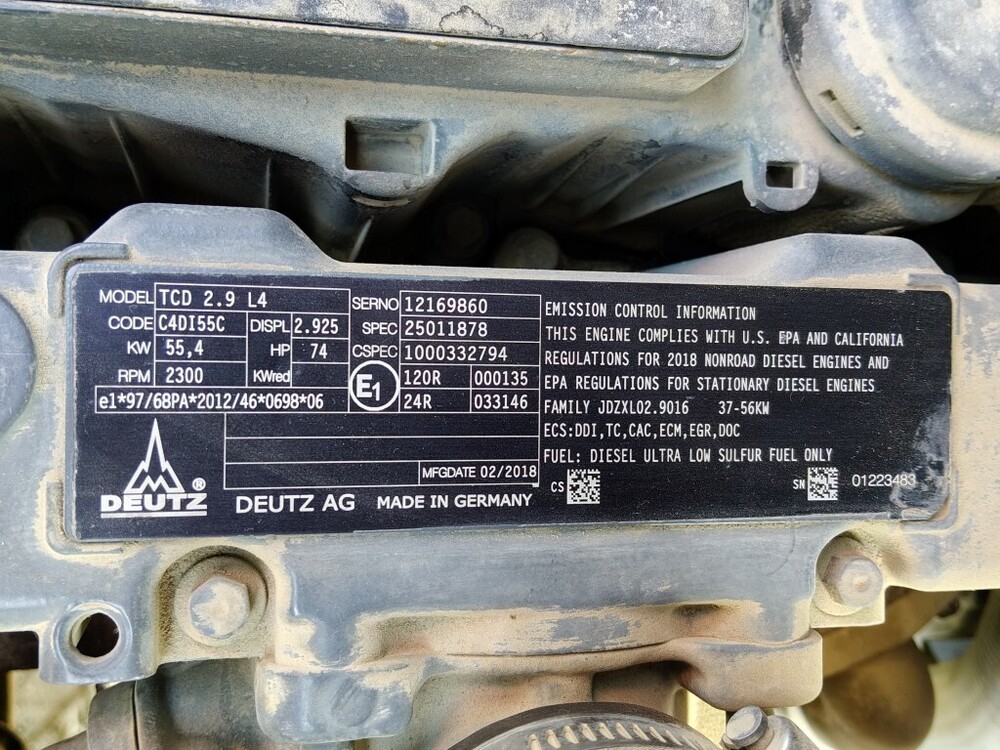 MODEL TCD 2.9 L4
CODE C4DI55C DISPL 2.925
KW 55,4 HP 74
RPM 2300 KWred
e1*97/68PA*2012/46*0698*06
SERNO 12169860
SPEC 25011878
CSPEC 1000332794
E1 120R 000135
24R 033146
MFGDATE 02/2018
DEUTZ® DEUTZ AG MADE IN GERMANY
EMISSION CONTROL INFORMATION
THIS ENGINE COMPLIES WITH U.S. EPA AND CALIFORNIA
REGULATIONS FOR 2018 NONROAD DIESEL ENGINES AND
EPA REGULATIONS FOR STATIONARY DIESEL ENGINES
FAMILY JDZXL02.9016 37-56KW
ECS:DDI,TC,CAC,ECM,EGR,DOC
FUEL: DIESEL ULTRA LOW SULFUR FUEL ONLY
CS SN 01223483